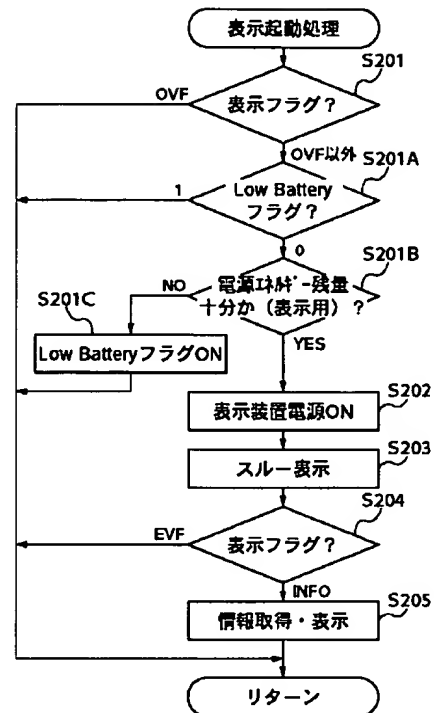 表示起動処理
S201
OVF
表示フラグ？
OVF以外
S201A
1
Low Battery
フラグ？
0
S201B
NO
電源ｴﾈﾙｷﾞｰ残量
十分か（表示用）？
S201C
YES
Low BatteryフラグON
S202
表示装置電源ON
S203
スルー表示
S204
EVF
表示フラグ？
INFO
S205
情報取得・表示
リターン